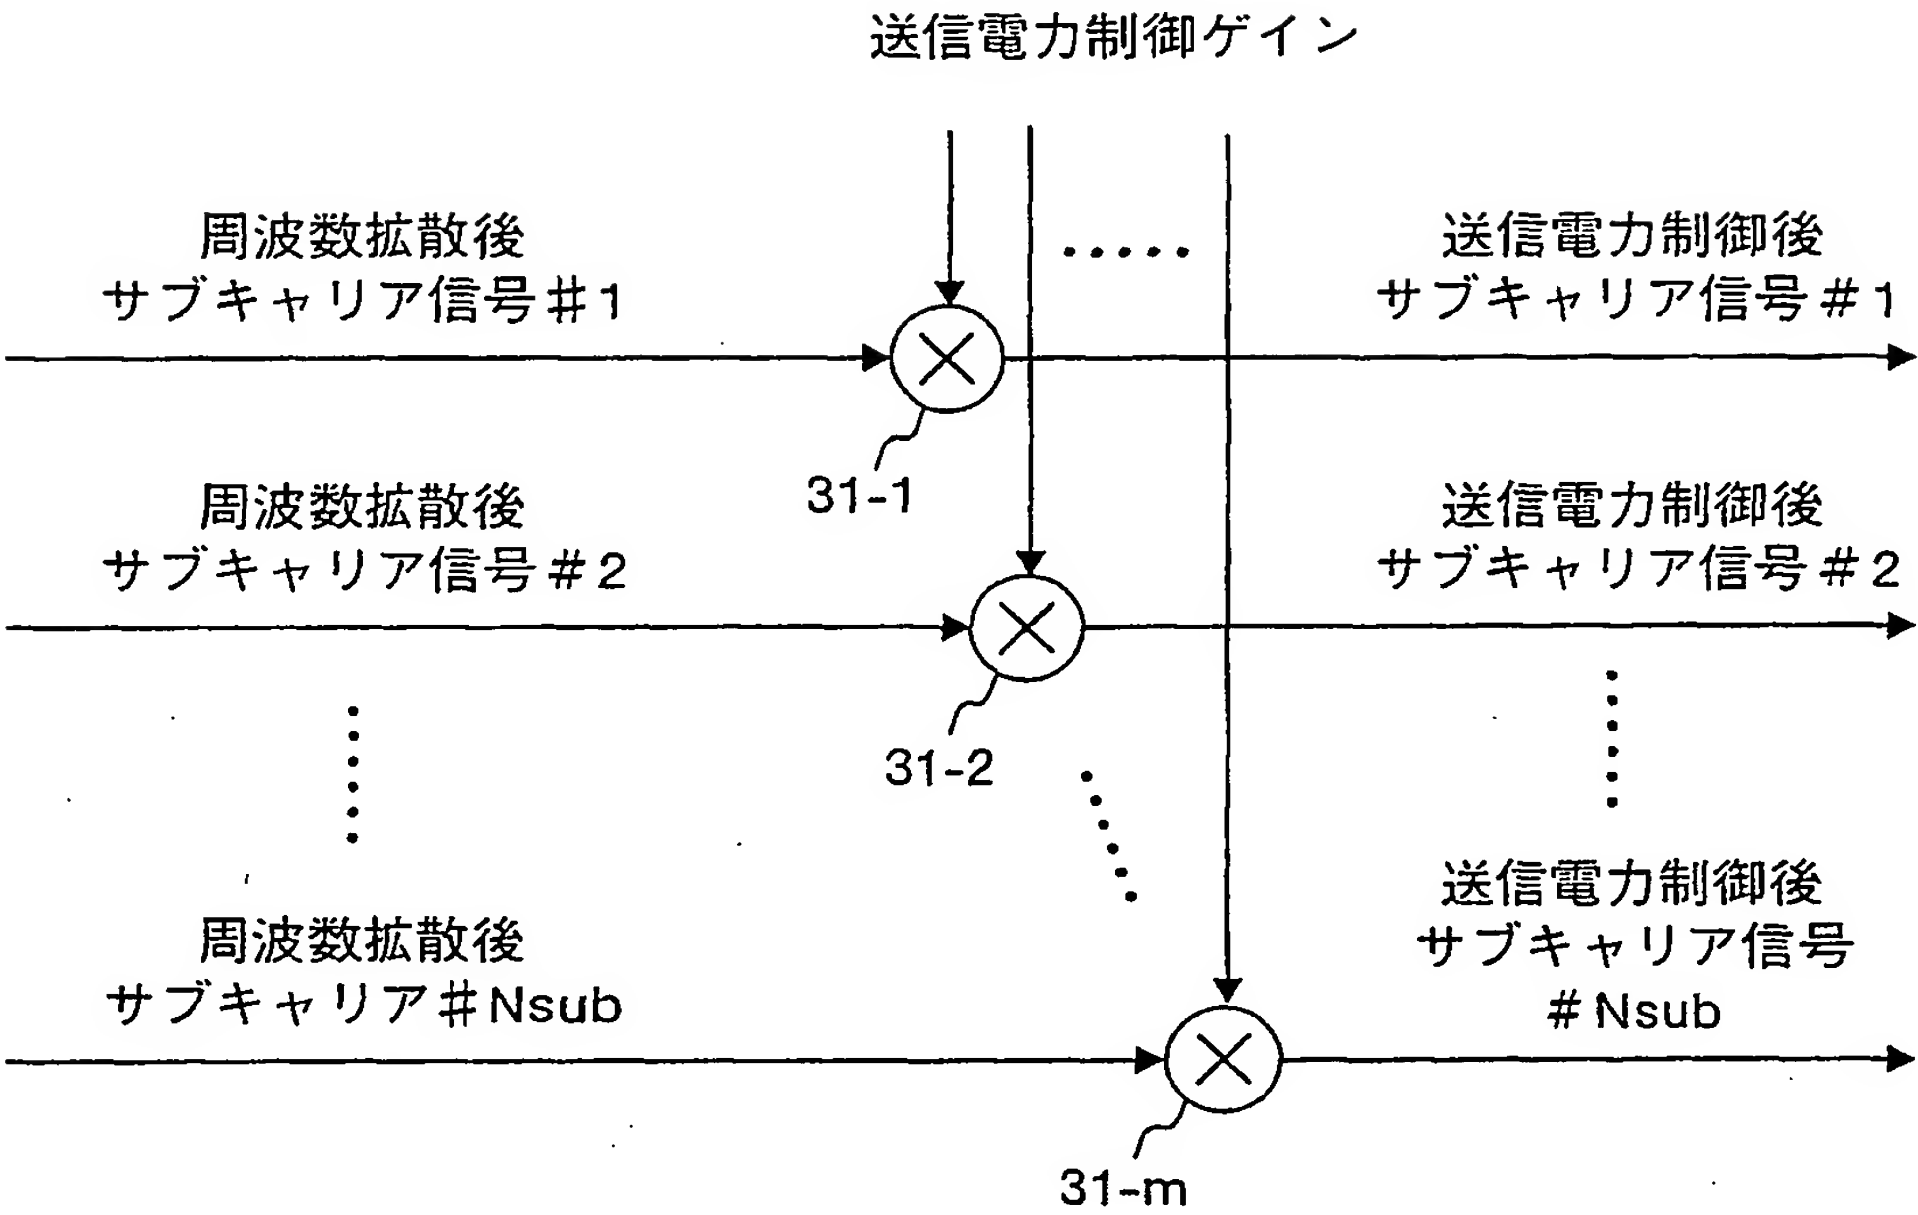 送信電力制御ゲイン
周波数拡散後
サブキャリア信号#1
送信電力制御後
サブキャリア信号#1
31-1
周波数拡散後
サブキャリア信号#2
送信電力制御後
サブキャリア信号#2
31-2
周波数拡散後
サブキャリア#Nsub
送信電力制御後
サブキャリア信号
#Nsub
31-m